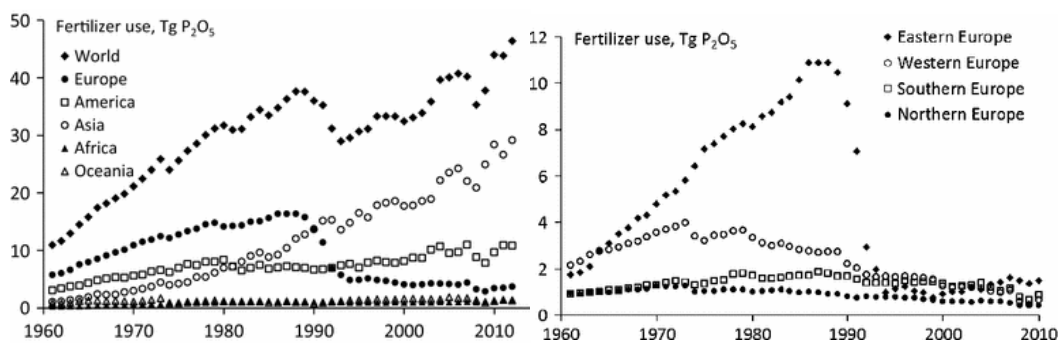 Fertilizer use, Tg P₂O₅
World
Europe
America
Asia
Africa
Oceania
50
40
30
20
10
0
1960 1970 1980 1990 2000 2010
Fertilizer use, Tg P₂O₅
Eastern Europe
Western Europe
Southern Europe
Northern Europe
12
10
8
6
4
2
0
1960 1970 1980 1990 2000 2010